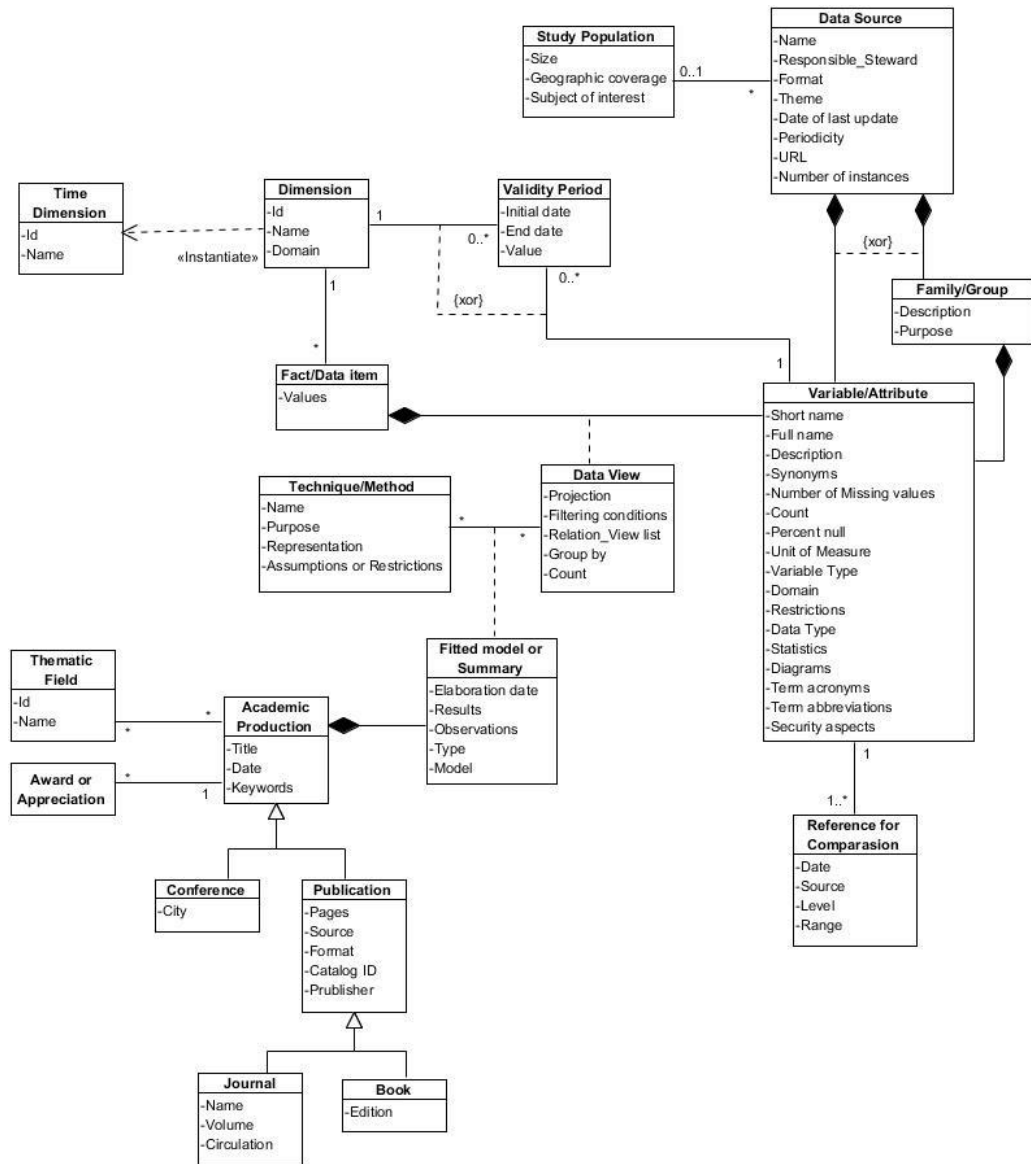 Data Source
-Name
-Responsible_Steward
-Format
-Theme
-Date of last update
-Periodicity
-URL
-Number of instances
Study Population
-Size
-Geographic coverage
-Subject of interest
0..1
*
Time
Dimension
-Id
-Name
«Instantiate»
Dimension
-Id
-Name
-Domain
1
0..*
Validity Period
-Initial date
-End date
-Value
0..*
{xor}
{xor}
Family/Group
-Description
-Purpose
1
*
1
Fact/Data item
-Values
Variable/Attribute
-Short name
-Full name
-Description
-Synonyms
-Number of Missing values
-Count
-Percent null
-Unit of Measure
-Variable Type
-Domain
-Restrictions
-Data Type
-Statistics
-Diagrams
-Term acronyms
-Term abbreviations
-Security aspects
Technique/Method
-Name
-Purpose
-Representation
-Assumptions or Restrictions
*
*
Data View
-Projection
-Filtering conditions
-Relation_View list
-Group by
-Count
Fitted model or
Summary
-Elaboration date
-Results
-Observations
-Type
-Model
Thematic
Field
-Id
-Name
*
*
Academic
Production
-Title
-Date
-Keywords
Award or
Appreciation
*
1
1
1..*
Reference for
Comparasion
-Date
-Source
-Level
-Range
Conference
-City
Publication
-Pages
-Source
-Format
-Catalog ID
-Prublisher
Journal
-Name
-Volume
-Circulation
Book
-Edition